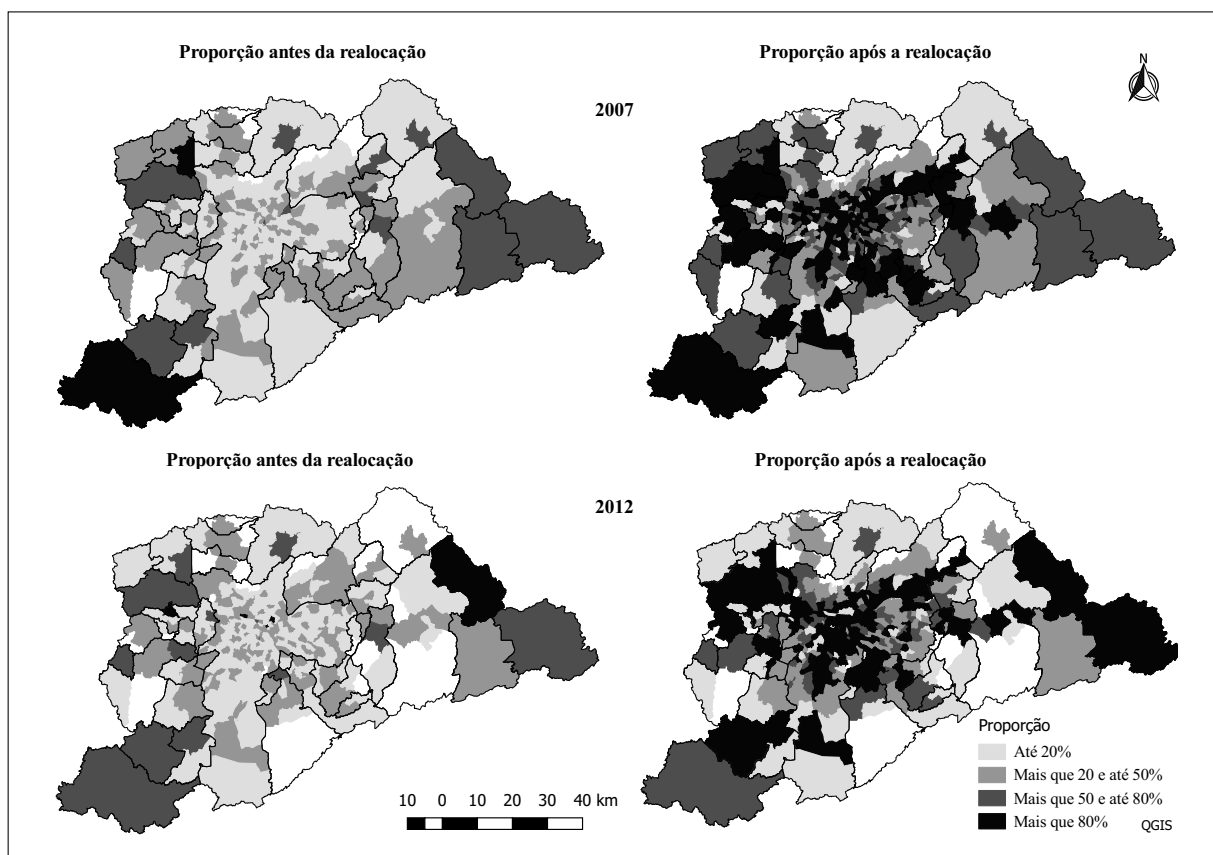 Proporção antes da realocação
Proporção após a realocação
N
2007
Proporção antes da realocação
Proporção após a realocação
2012
Proporção
Até 20%
Mais que 20 e até 50%
Mais que 50 e até 80%
Mais que 80%
QGIS
10 0 10 20 30 40 km